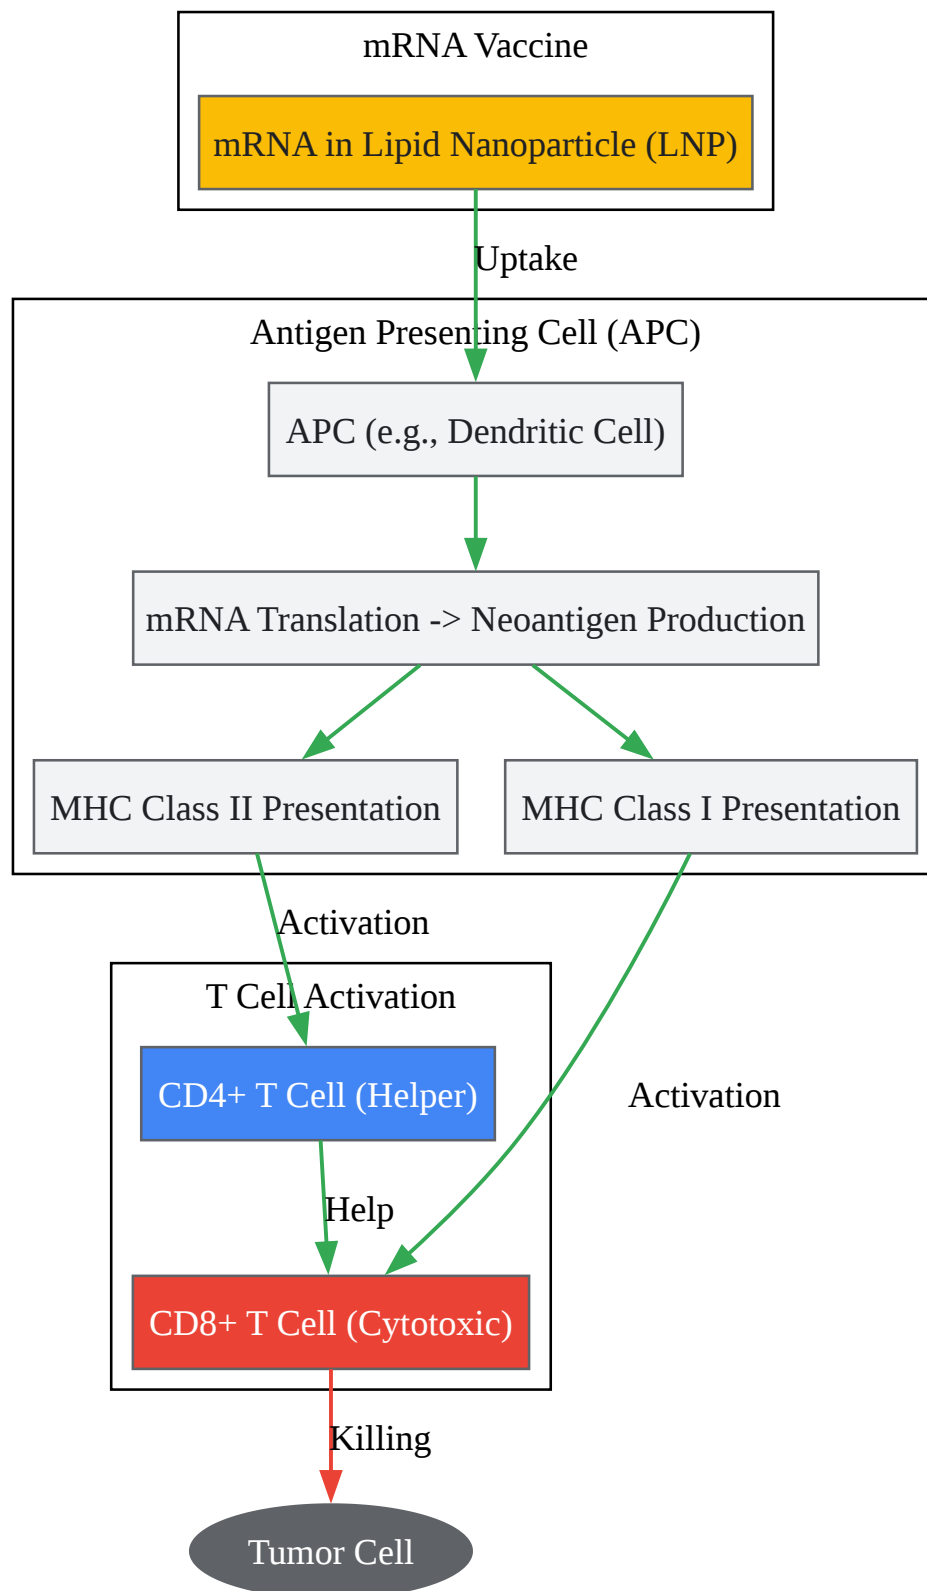 mRNA Vaccine
mRNA in Lipid Nanoparticle (LNP)
Uptake
Antigen Presenting Cell (APC)
APC (e.g., Dendritic Cell)
mRNA Translation -> Neoantigen Production
MHC Class II Presentation
MHC Class I Presentation
Activation
T Cell Activation
CD4+ T Cell (Helper)
Activation
Help
CD8+ T Cell (Cytotoxic)
Killing
Tumor Cell